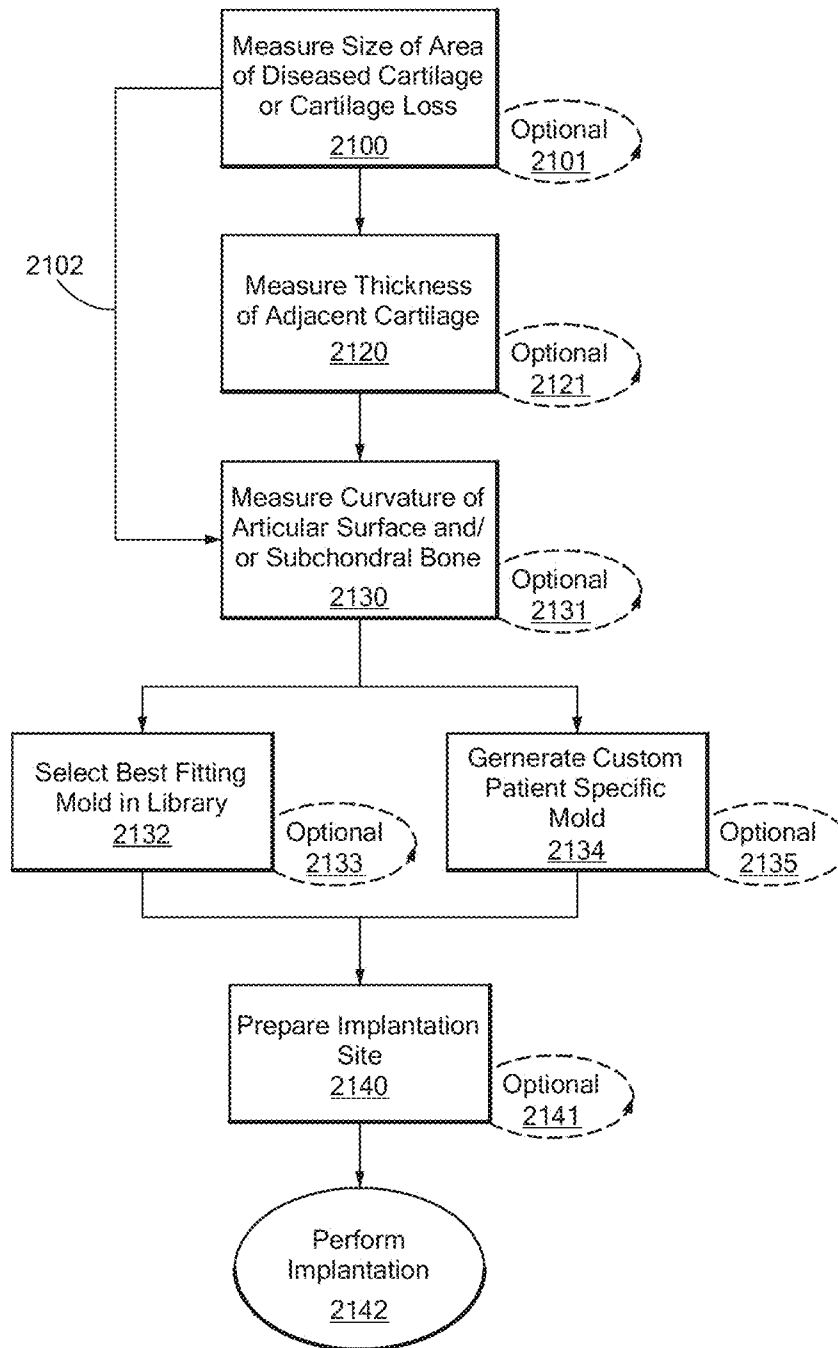 Measure Size of Area
of Diseased Cartilage
or Cartilage Loss
2100
Optional
2101
2102
Measure Thickness
of Adjacent Cartilage
2120
Optional
2121
Measure Curvature of
Articular Surface and/
or Subchondral Bone
2130
Optional
2131
Select Best Fitting
Mold in Library
2132
Optional
2133
Gernerate Custom
Patient Specific
Mold
2134
Optional
2135
Prepare Implantation
Site
2140
Optional
2141
Perform
Implantation
2142